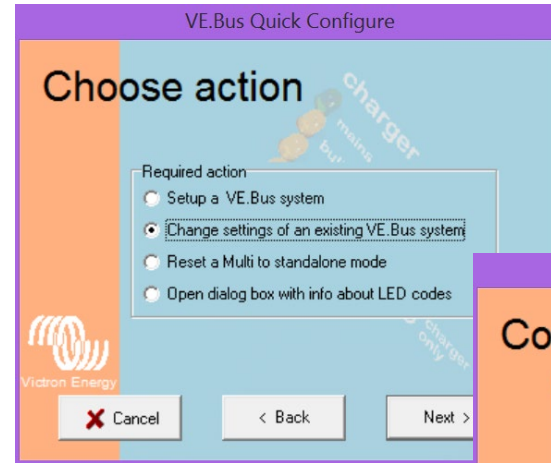 VE.Bus Quick Configure
Choose action
charger
mains
Required action
Setup a VE.Bus system
Change settings of an existing VE.Bus system
Reset a Multi to standalone mode
Open dialog box with info about LED codes
charger
only
Co
Victron Energy
Cancel
< Back
Next >